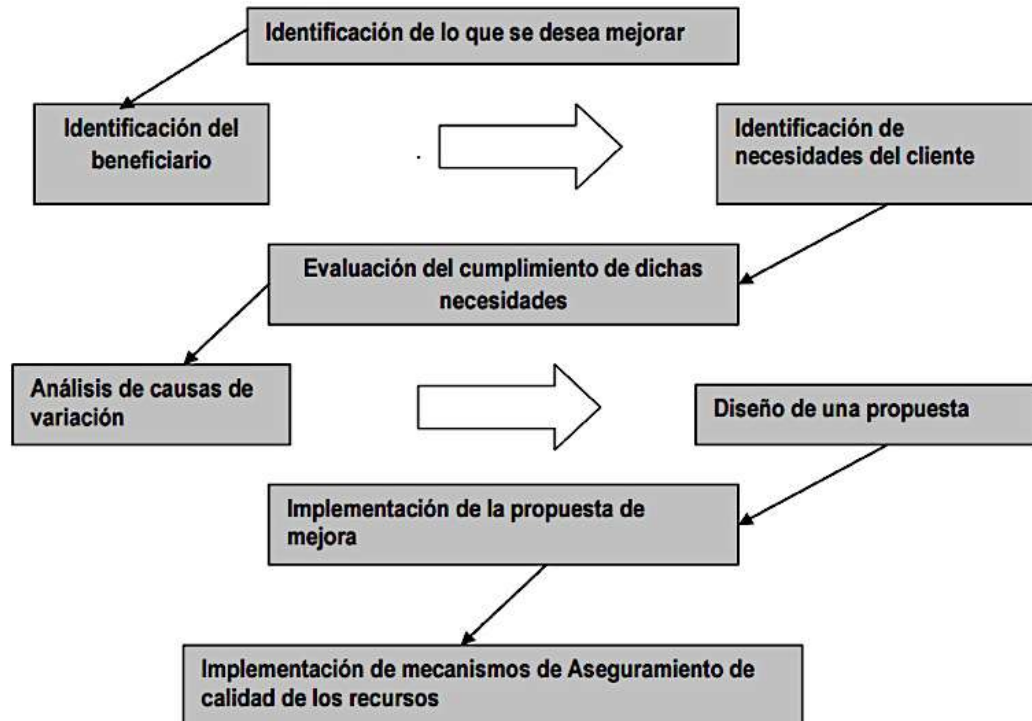 Identificación de lo que se desea mejorar
Identificación del
beneficiario
Identificación de
necesidades del cliente
Evaluación del cumplimiento de dichas
necesidades
Análisis de causas de
variación
Diseño de una propuesta
Implementación de la propuesta de
mejora
Implementación de mecanismos de Aseguramiento de
calidad de los recursos